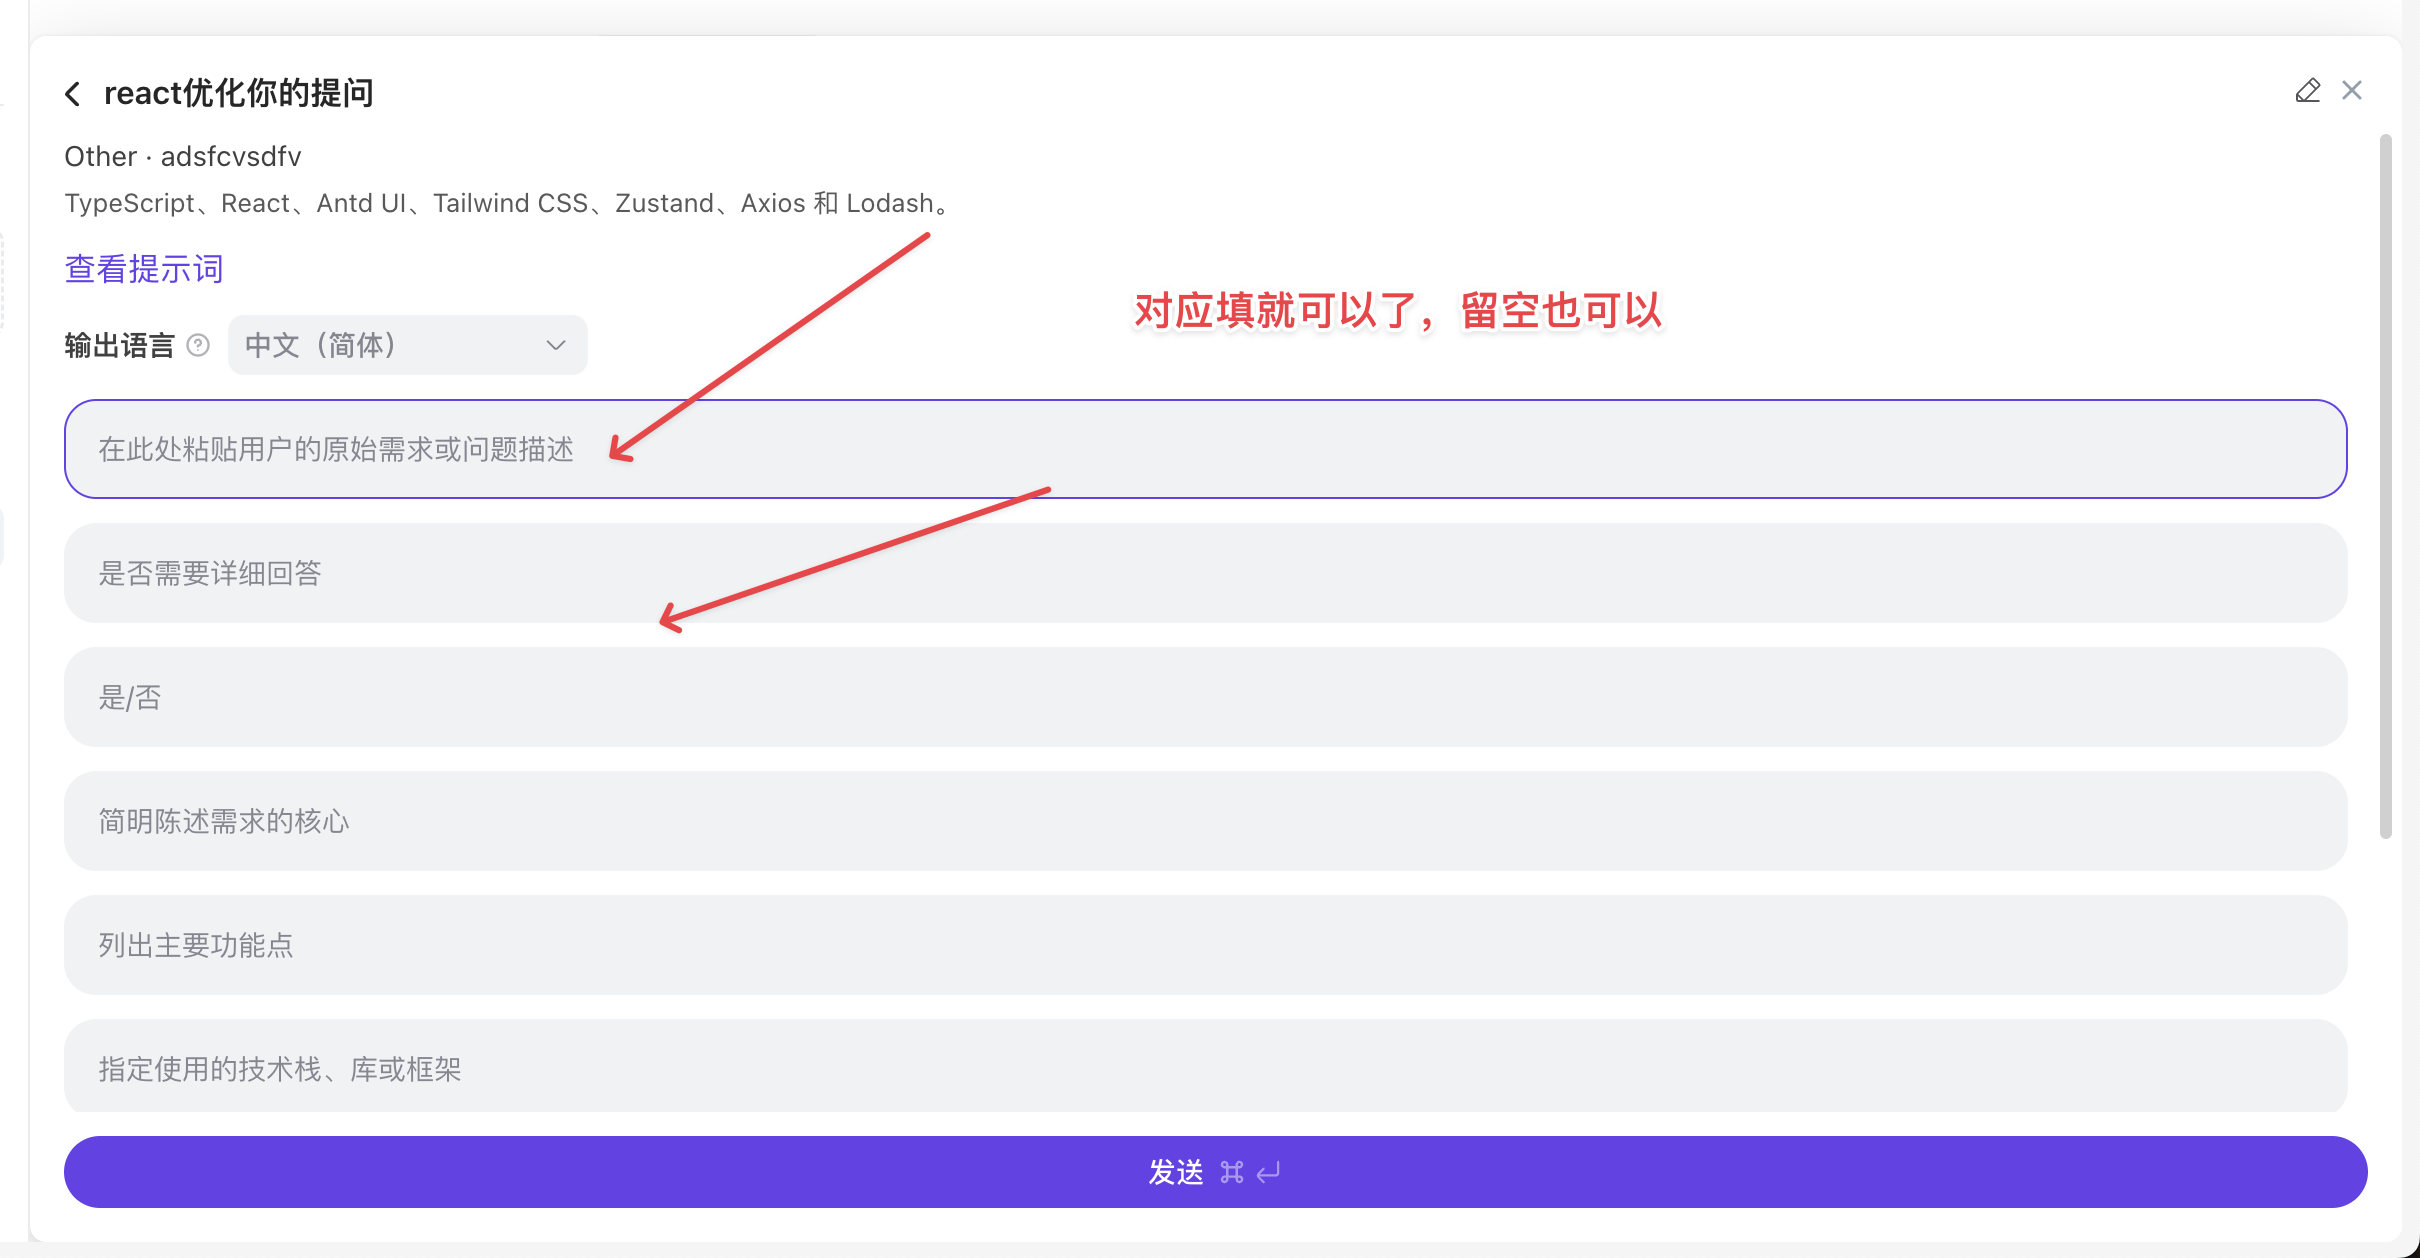 react优化你的提问
Other · adsfcvsdfv
TypeScript、React、Antd UI、Tailwind CSS、Zustand、Axios 和 Lodash。
查看提示词
对应填就可以了，留空也可以
输出语言 中文（简体）
在此处粘贴用户的原始需求或问题描述
是否需要详细回答
是/否
简明陈述需求的核心
列出主要功能点
指定使用的技术栈、库或框架
发送 ⌘ ↵